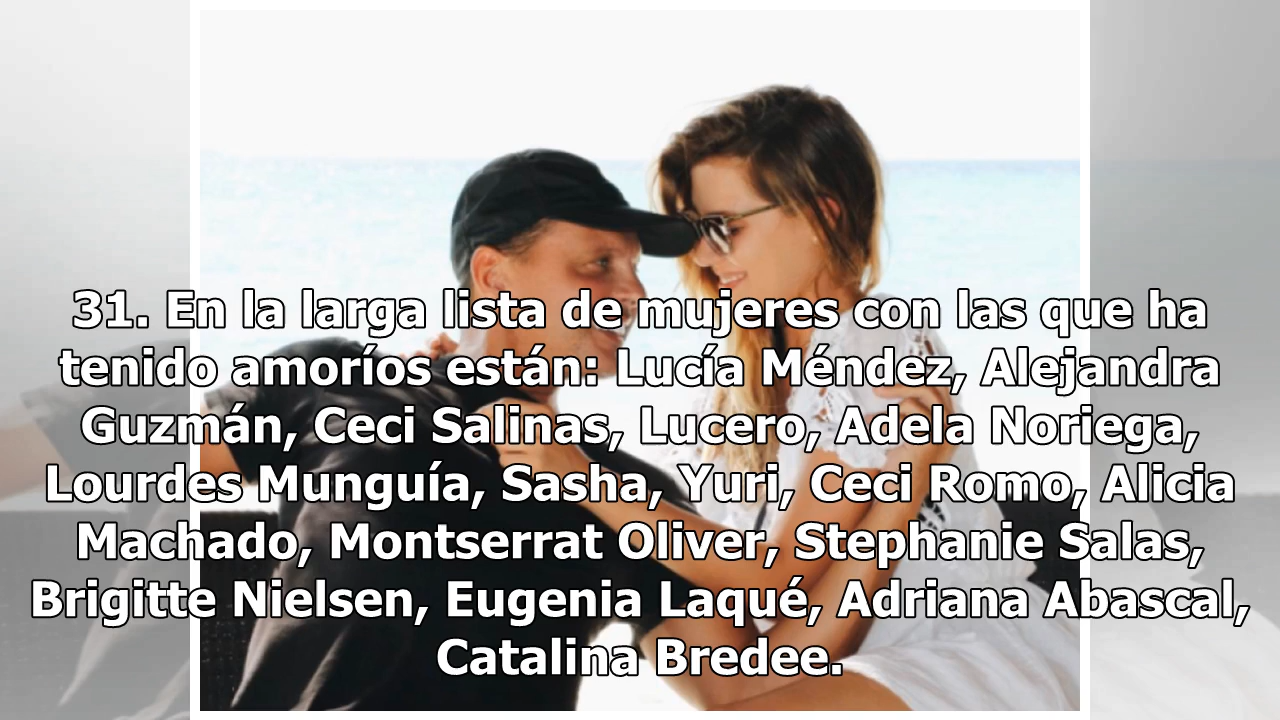 31. En la larga lista de mujeres con las que ha
tenido amoríos están: Lucía Méndez, Alejandra
Guzmán, Ceci Salinas, Lucero, Adela Noriega,
Lourdes Munguía, Sasha, Yuri, Ceci Romo, Alicia
Machado, Montserrat Oliver, Stephanie Salas,
Brigitte Nielsen, Eugenia Laqué, Adriana Abascal,
Catalina Bredee.